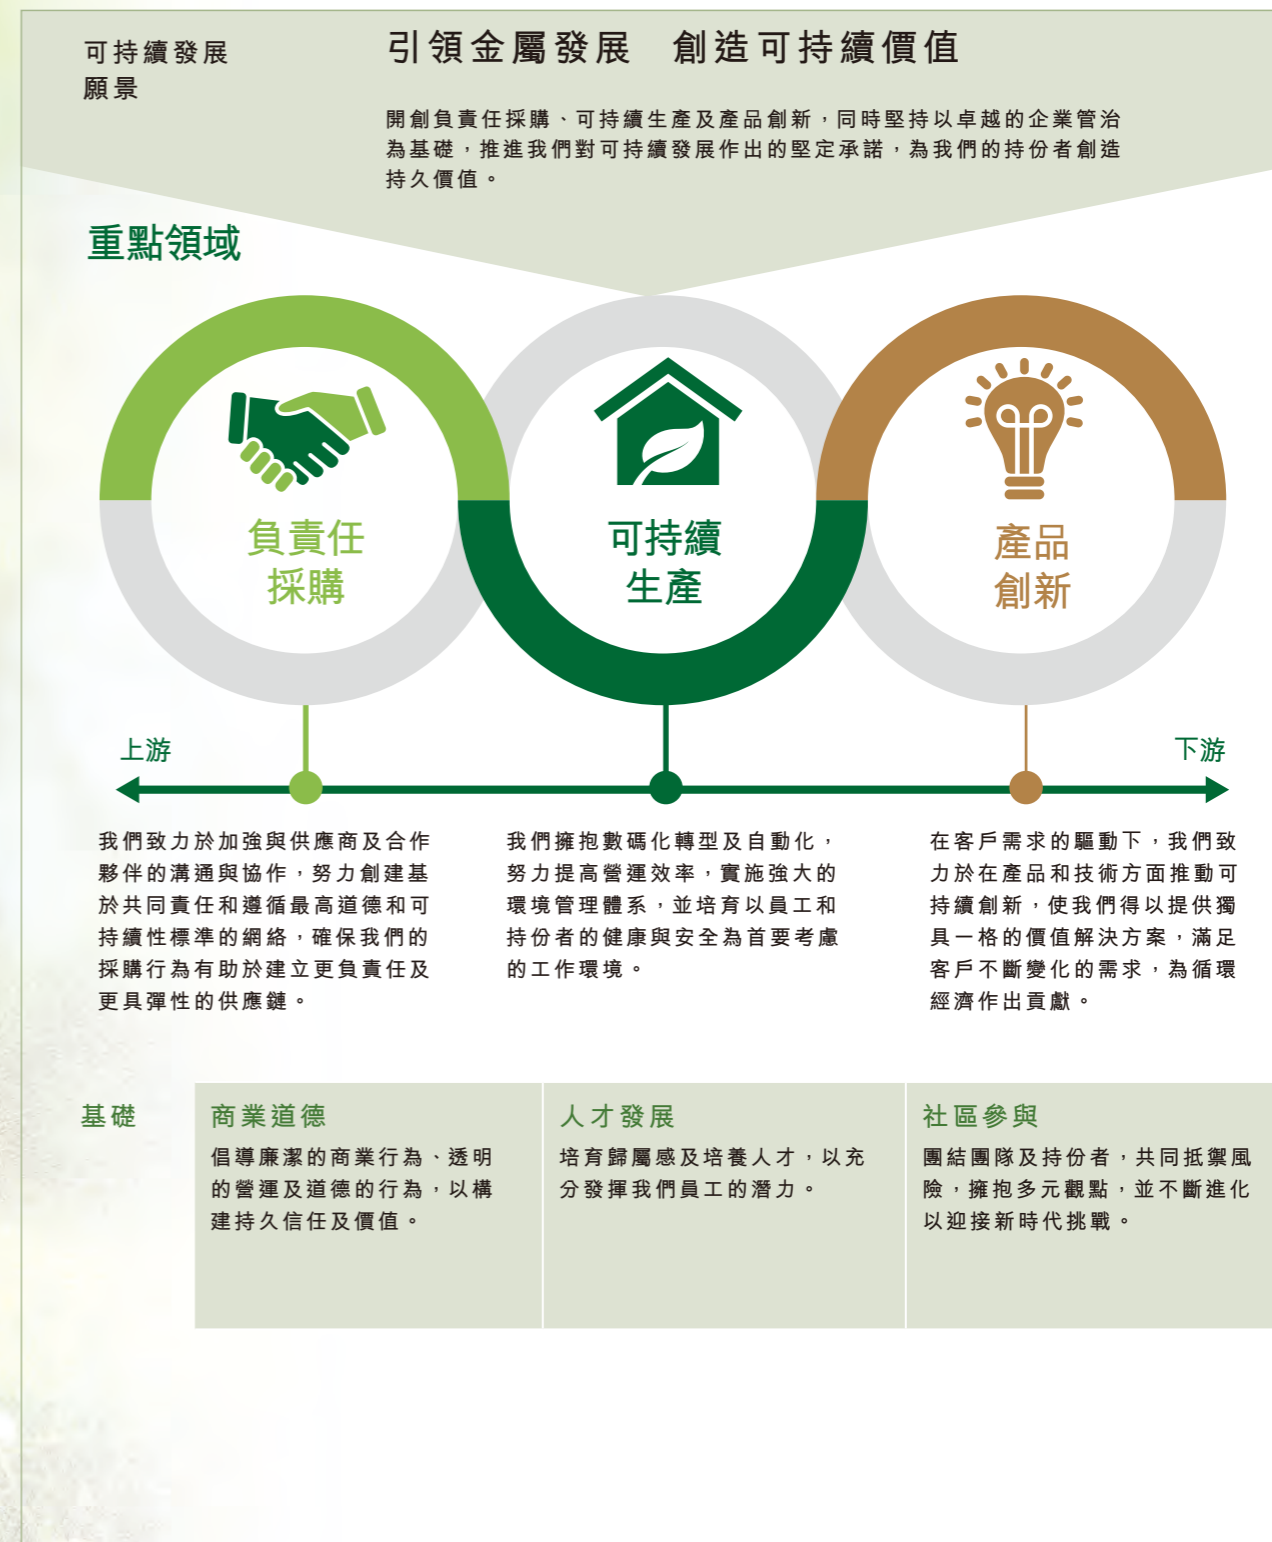 可持續發展
願景
引領金屬發展 創造可持續價值
開創負責任採購、可持續生產及產品創新，同時堅持以卓越的企業管治
為基礎，推進我們對可持續發展作出的堅定承諾，為我們的持份者創造
持久價值。
重點領域
負責任
採購
可持續
生產
產品
創新
上游
下游
我們致力於加強與供應商及合作
夥伴的溝通與協作，努力創建基
於共同責任和遵循最高道德和可
持續性標準的網絡，確保我們的
採購行為有助於建立更負責任及
更具彈性的供應鏈。
我們擁抱數碼化轉型及自動化，
努力提高營運效率，實施強大的
環境管理體系，並培育以員工和
持份者的健康與安全為首要考慮
的工作環境。
在客戶需求的驅動下，我們致
力於在產品和技術方面推動可
持續創新，使我們得以提供獨
具一格的價值解決方案，滿足
客戶不斷變化的需求，為循環
經濟作出貢獻。
基礎
商業道德
倡導廉潔的商業行為、透明
的營運及道德的行為，以構
建持久信任及價值。
人才發展
培育歸屬感及培養人才，以充
分發揮我們員工的潛力。
社區參與
團結團隊及持份者，共同抵禦風
險，擁抱多元觀點，並不斷進化
以迎接新時代挑戰。